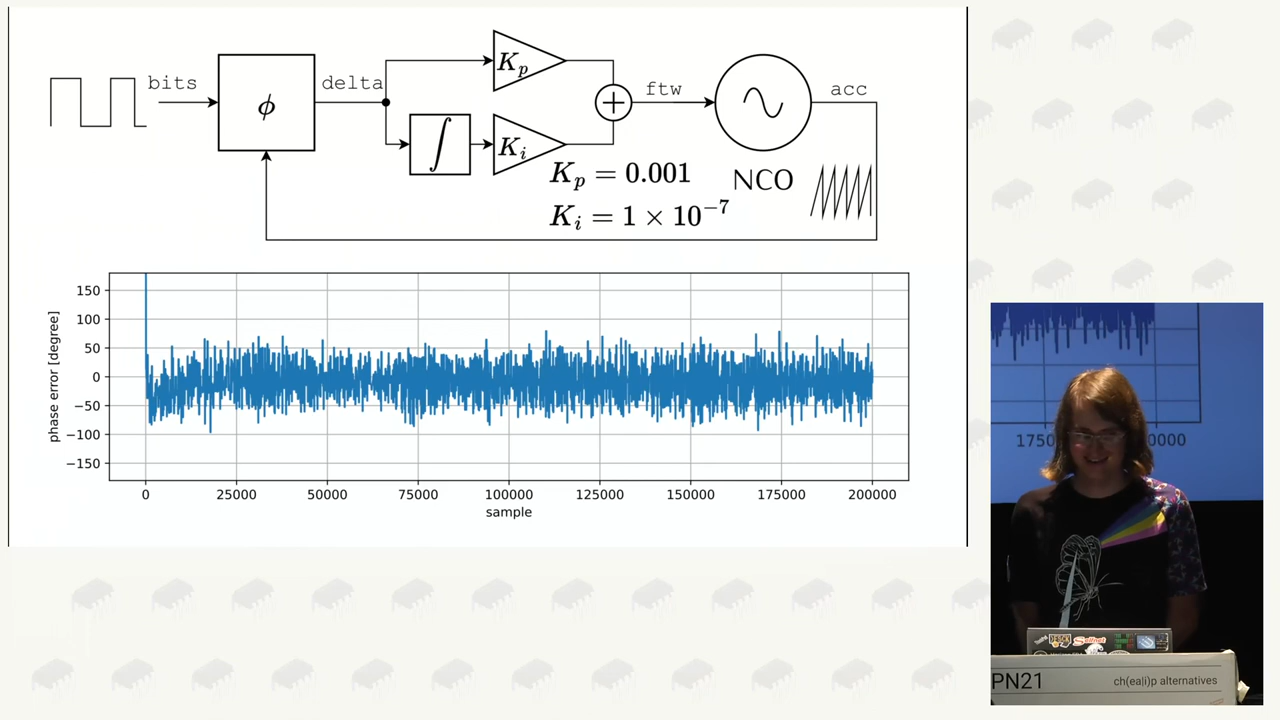 bits
ϕ
delta
K_p
∫
K_i
+
ftw
acc
NCO
K_p = 0.001
K_i = 1 × 10^−7
phase error [degree]
150
100
50
0
−50
−100
−150
0 25000 50000 75000 100000 125000 150000 175000 200000
sample
PN21
ch(ea|i)p alternatives